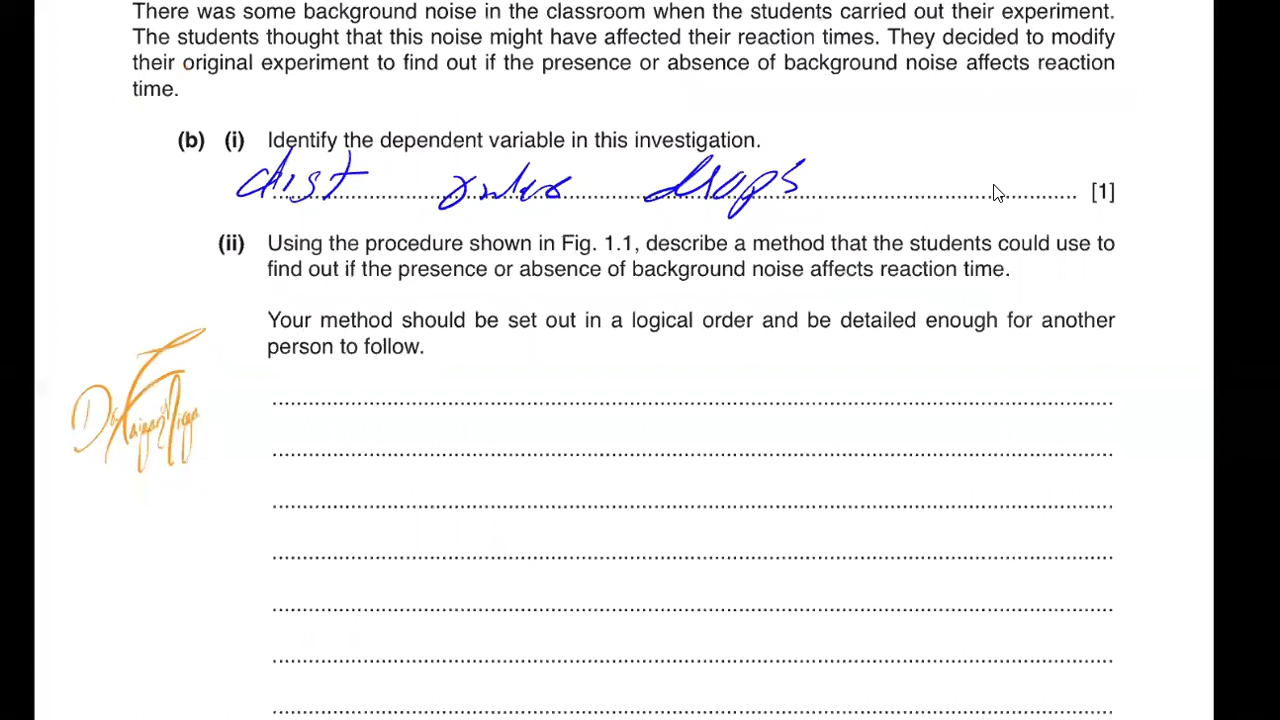 There was some background noise in the classroom when the students carried out their experiment.
The students thought that this noise might have affected their reaction times. They decided to modify
their original experiment to find out if the presence or absence of background noise affects reaction
time.
(b) (i) Identify the dependent variable in this investigation.
dist ruler drops [1]
(ii) Using the procedure shown in Fig. 1.1, describe a method that the students could use to
find out if the presence or absence of background noise affects reaction time.
Your method should be set out in a logical order and be detailed enough for another
person to follow.